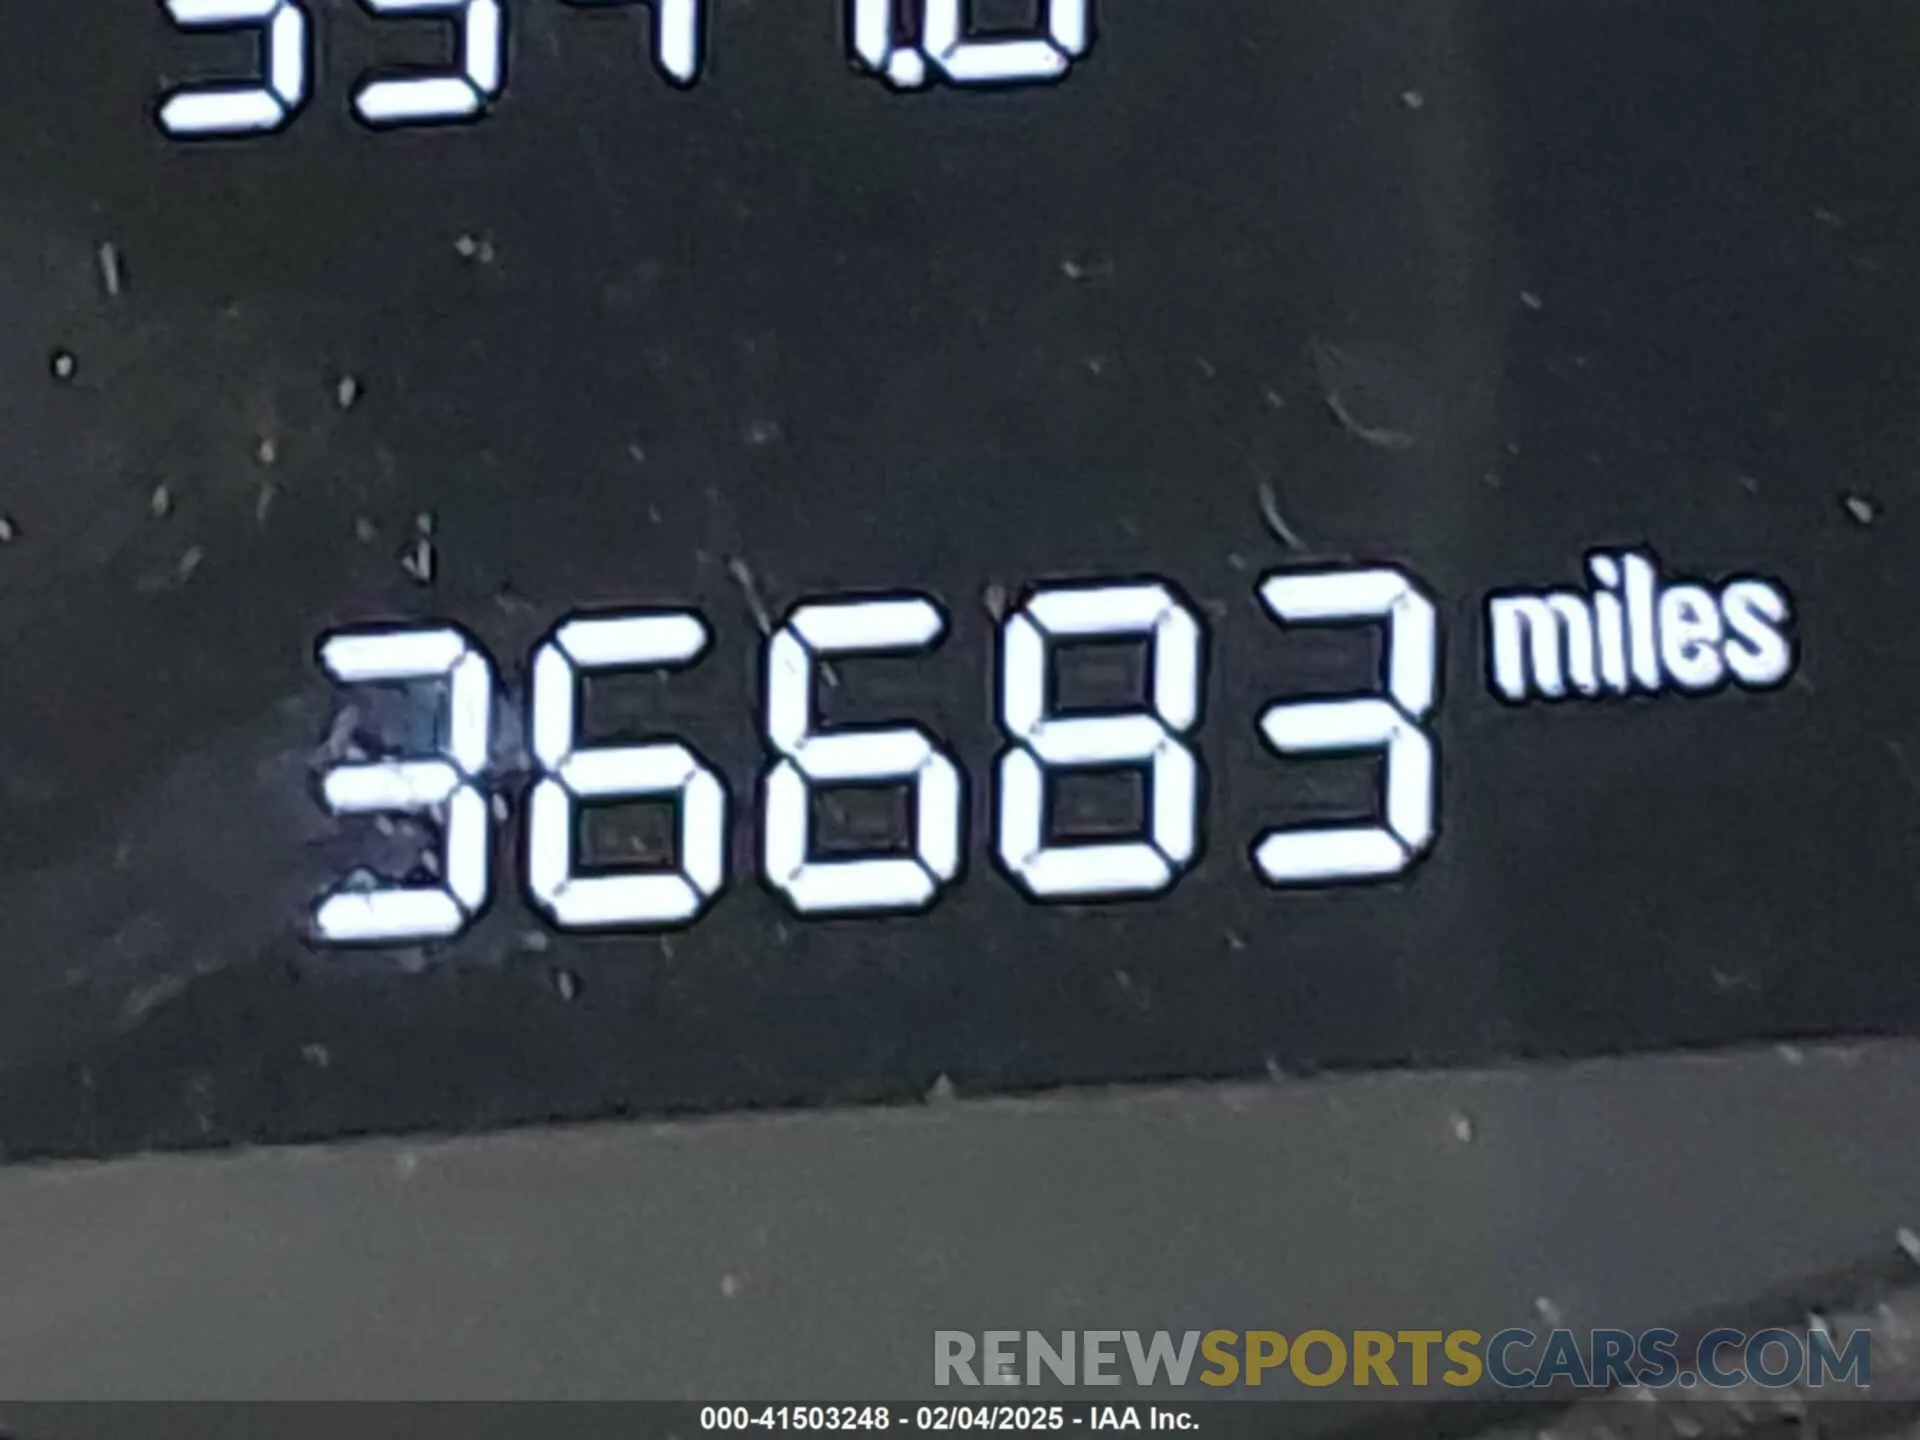 36683 miles
RENEWSPORTSCARS.COM
000-41503248 - 02/04/2025 - IAA Inc.